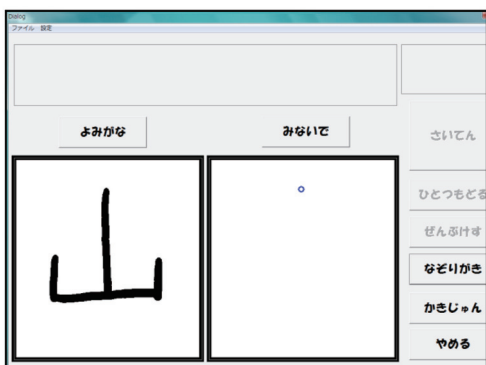 Dialog
ファイル 設定
よみがな
みないで
さいてん
ひとつもどる
ぜんぶけす
なぞりがき
かきじゅん
やめる
山